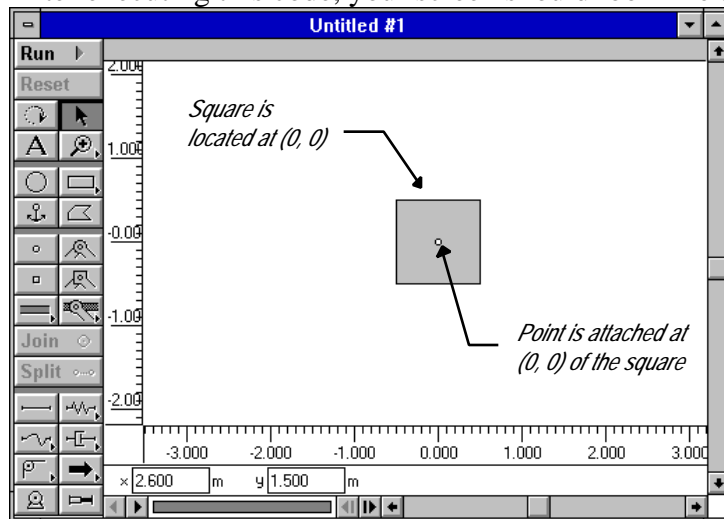 Untitled #1
Run
Reset
A
Join
Split
2.00
1.00
-0.00
-1.00
-2.00
Square is
located at (0, 0)
Point is attached at
(0, 0) of the square
-3.000 -2.000 -1.000 0.000 1.000 2.000 3.000
× 2.600 m y 1.500 m